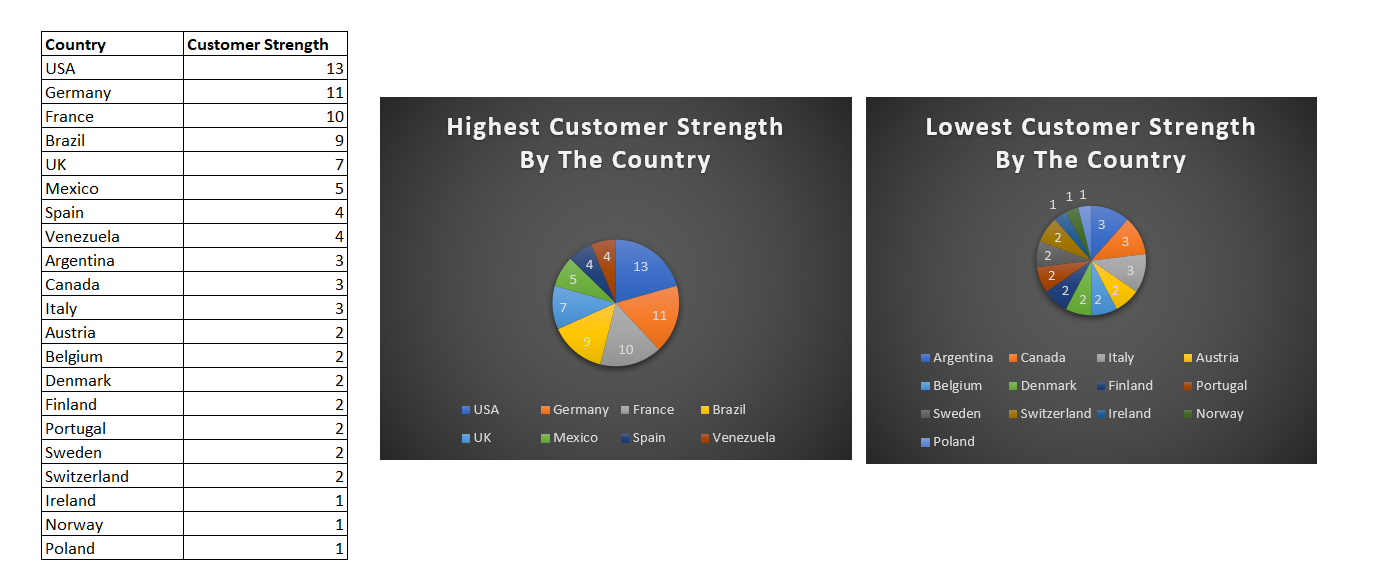 Country Customer Strength
USA 13
Germany 11
France 10
Brazil 9
UK 7
Mexico 5
Spain 4
Venezuela 4
Argentina 3
Canada 3
Italy 3
Austria 2
Belgium 2
Denmark 2
Finland 2
Portugal 2
Sweden 2
Switzerland 2
Ireland 1
Norway 1
Poland 1
Highest Customer Strength
By The Country
13
11
10
9
7
5
4
4
USA Germany France Brazil
UK Mexico Spain Venezuela
Lowest Customer Strength
By The Country
3
3
3
2
2
2
2
2
2
2
1
1
1
Argentina Canada Italy Austria
Belgium Denmark Finland Portugal
Sweden Switzerland Ireland Norway
Poland